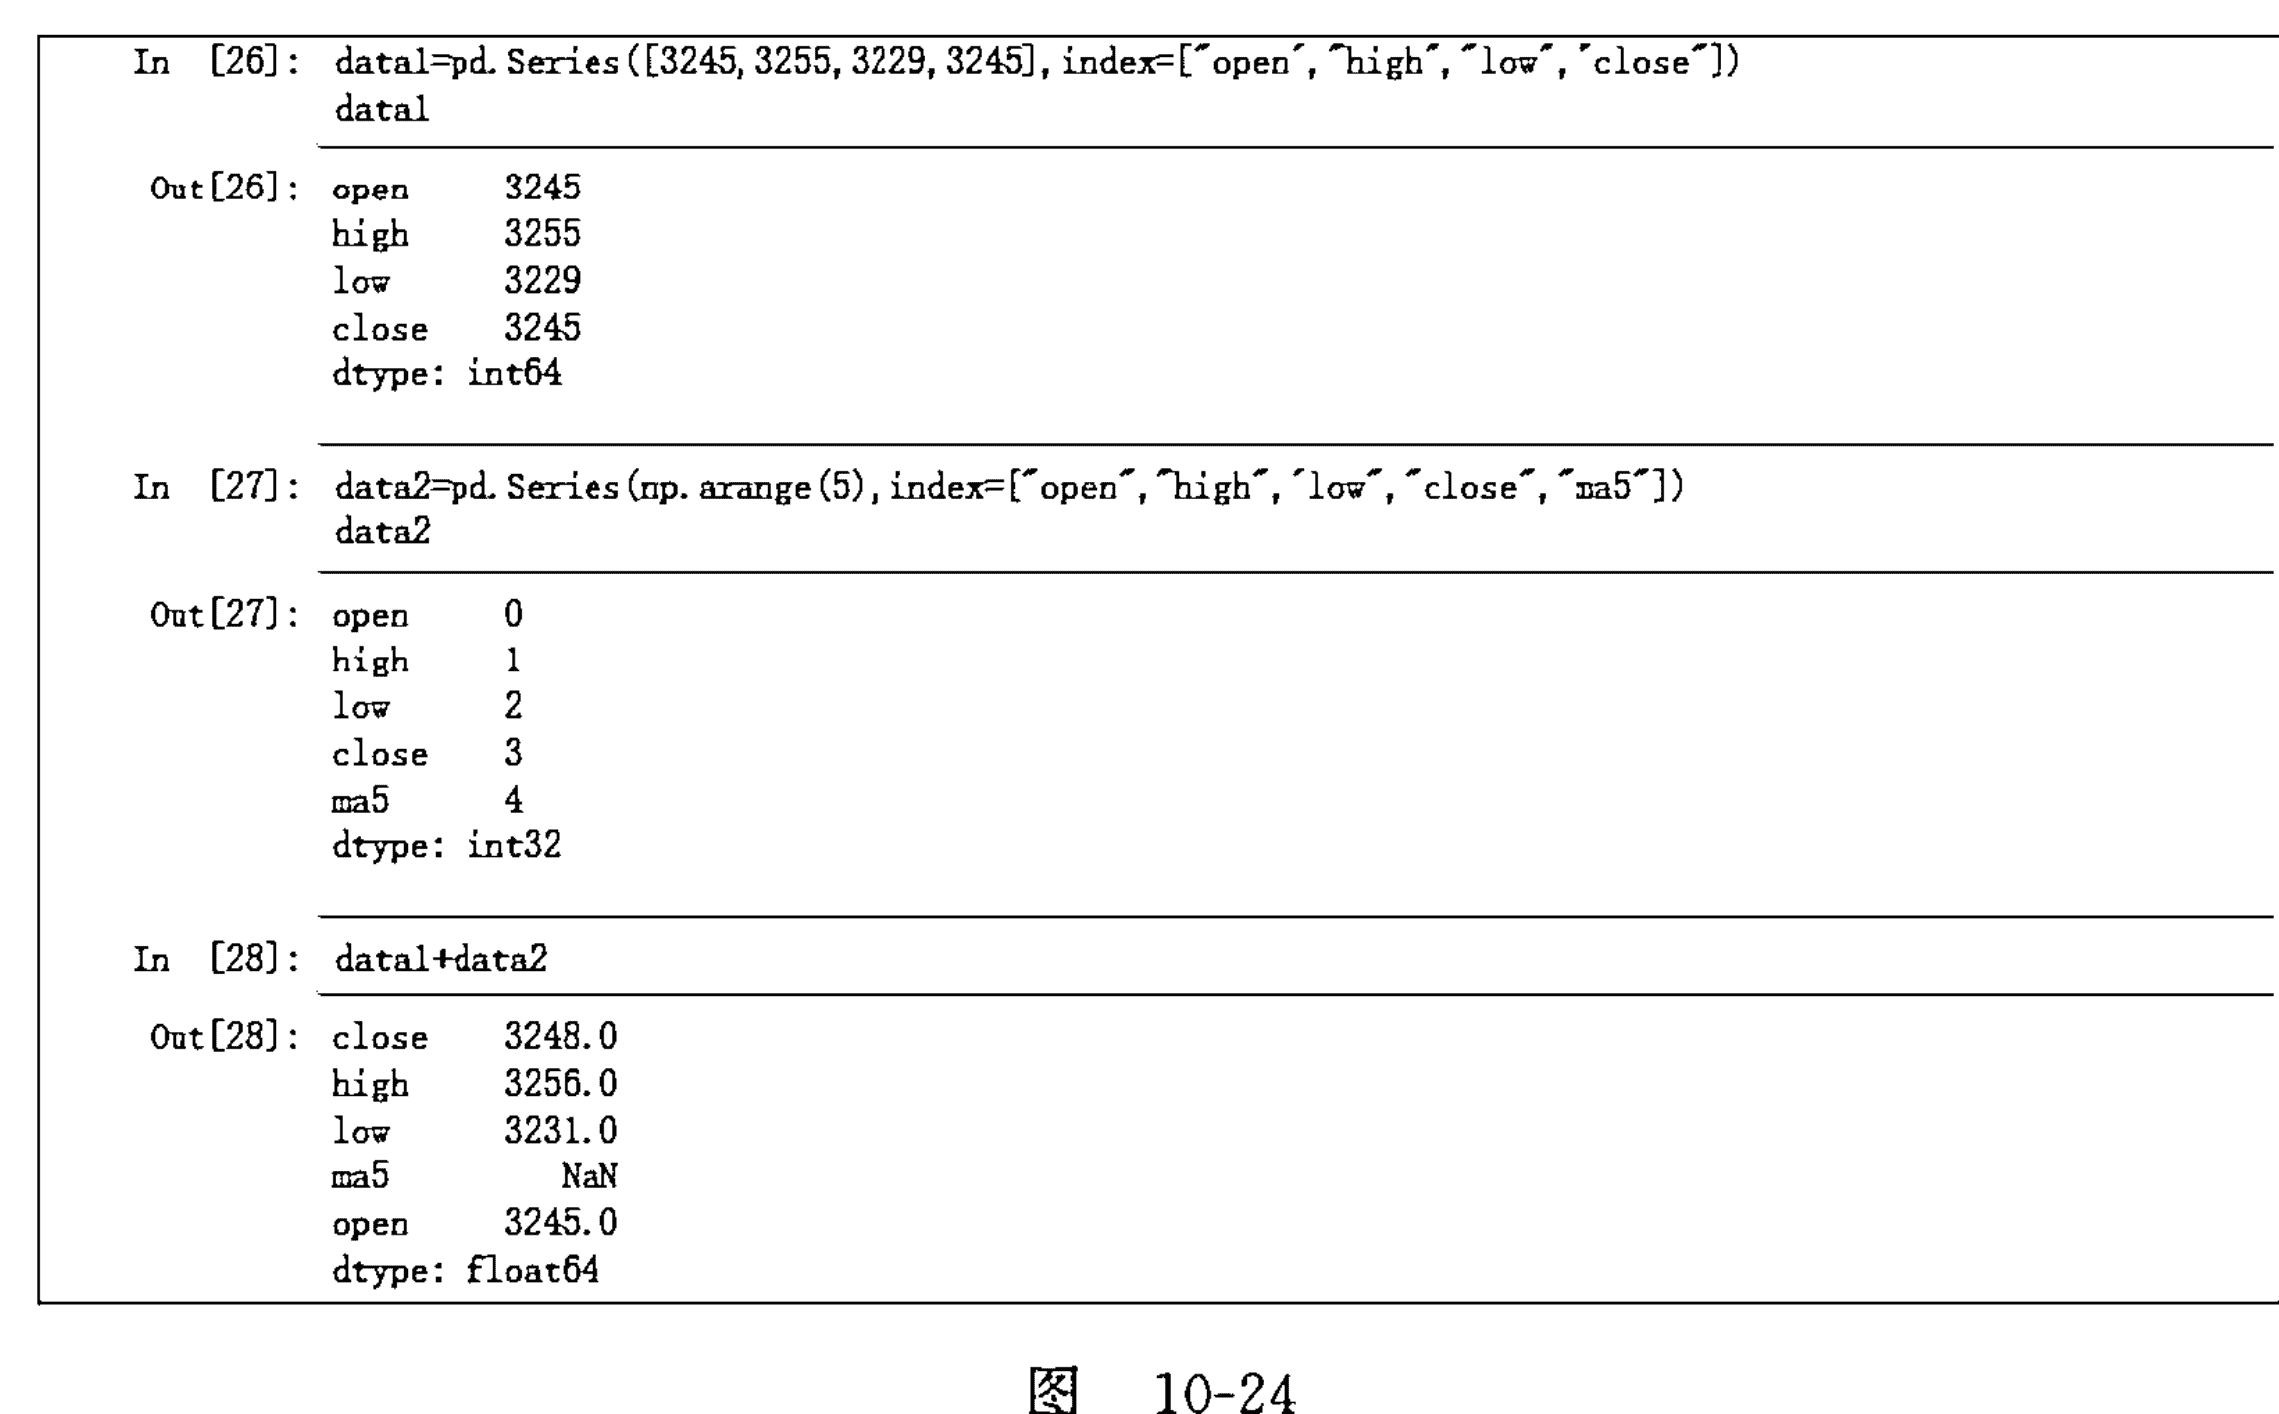 In [26]: data1=pd.Series([3245,3255,3229,3245],index=["open","high","low","close"])
data1
Out[26]: open 3245
high 3255
low 3229
close 3245
dtype: int64
In [27]: data2=pd.Series(np.arange(5),index=["open","high","low","close","ma5"])
data2
Out[27]: open 0
high 1
low 2
close 3
ma5 4
dtype: int32
In [28]: data1+data2
Out[28]: close 3248.0
high 3256.0
low 3231.0
ma5 NaN
open 3245.0
dtype: float64
图 10-24